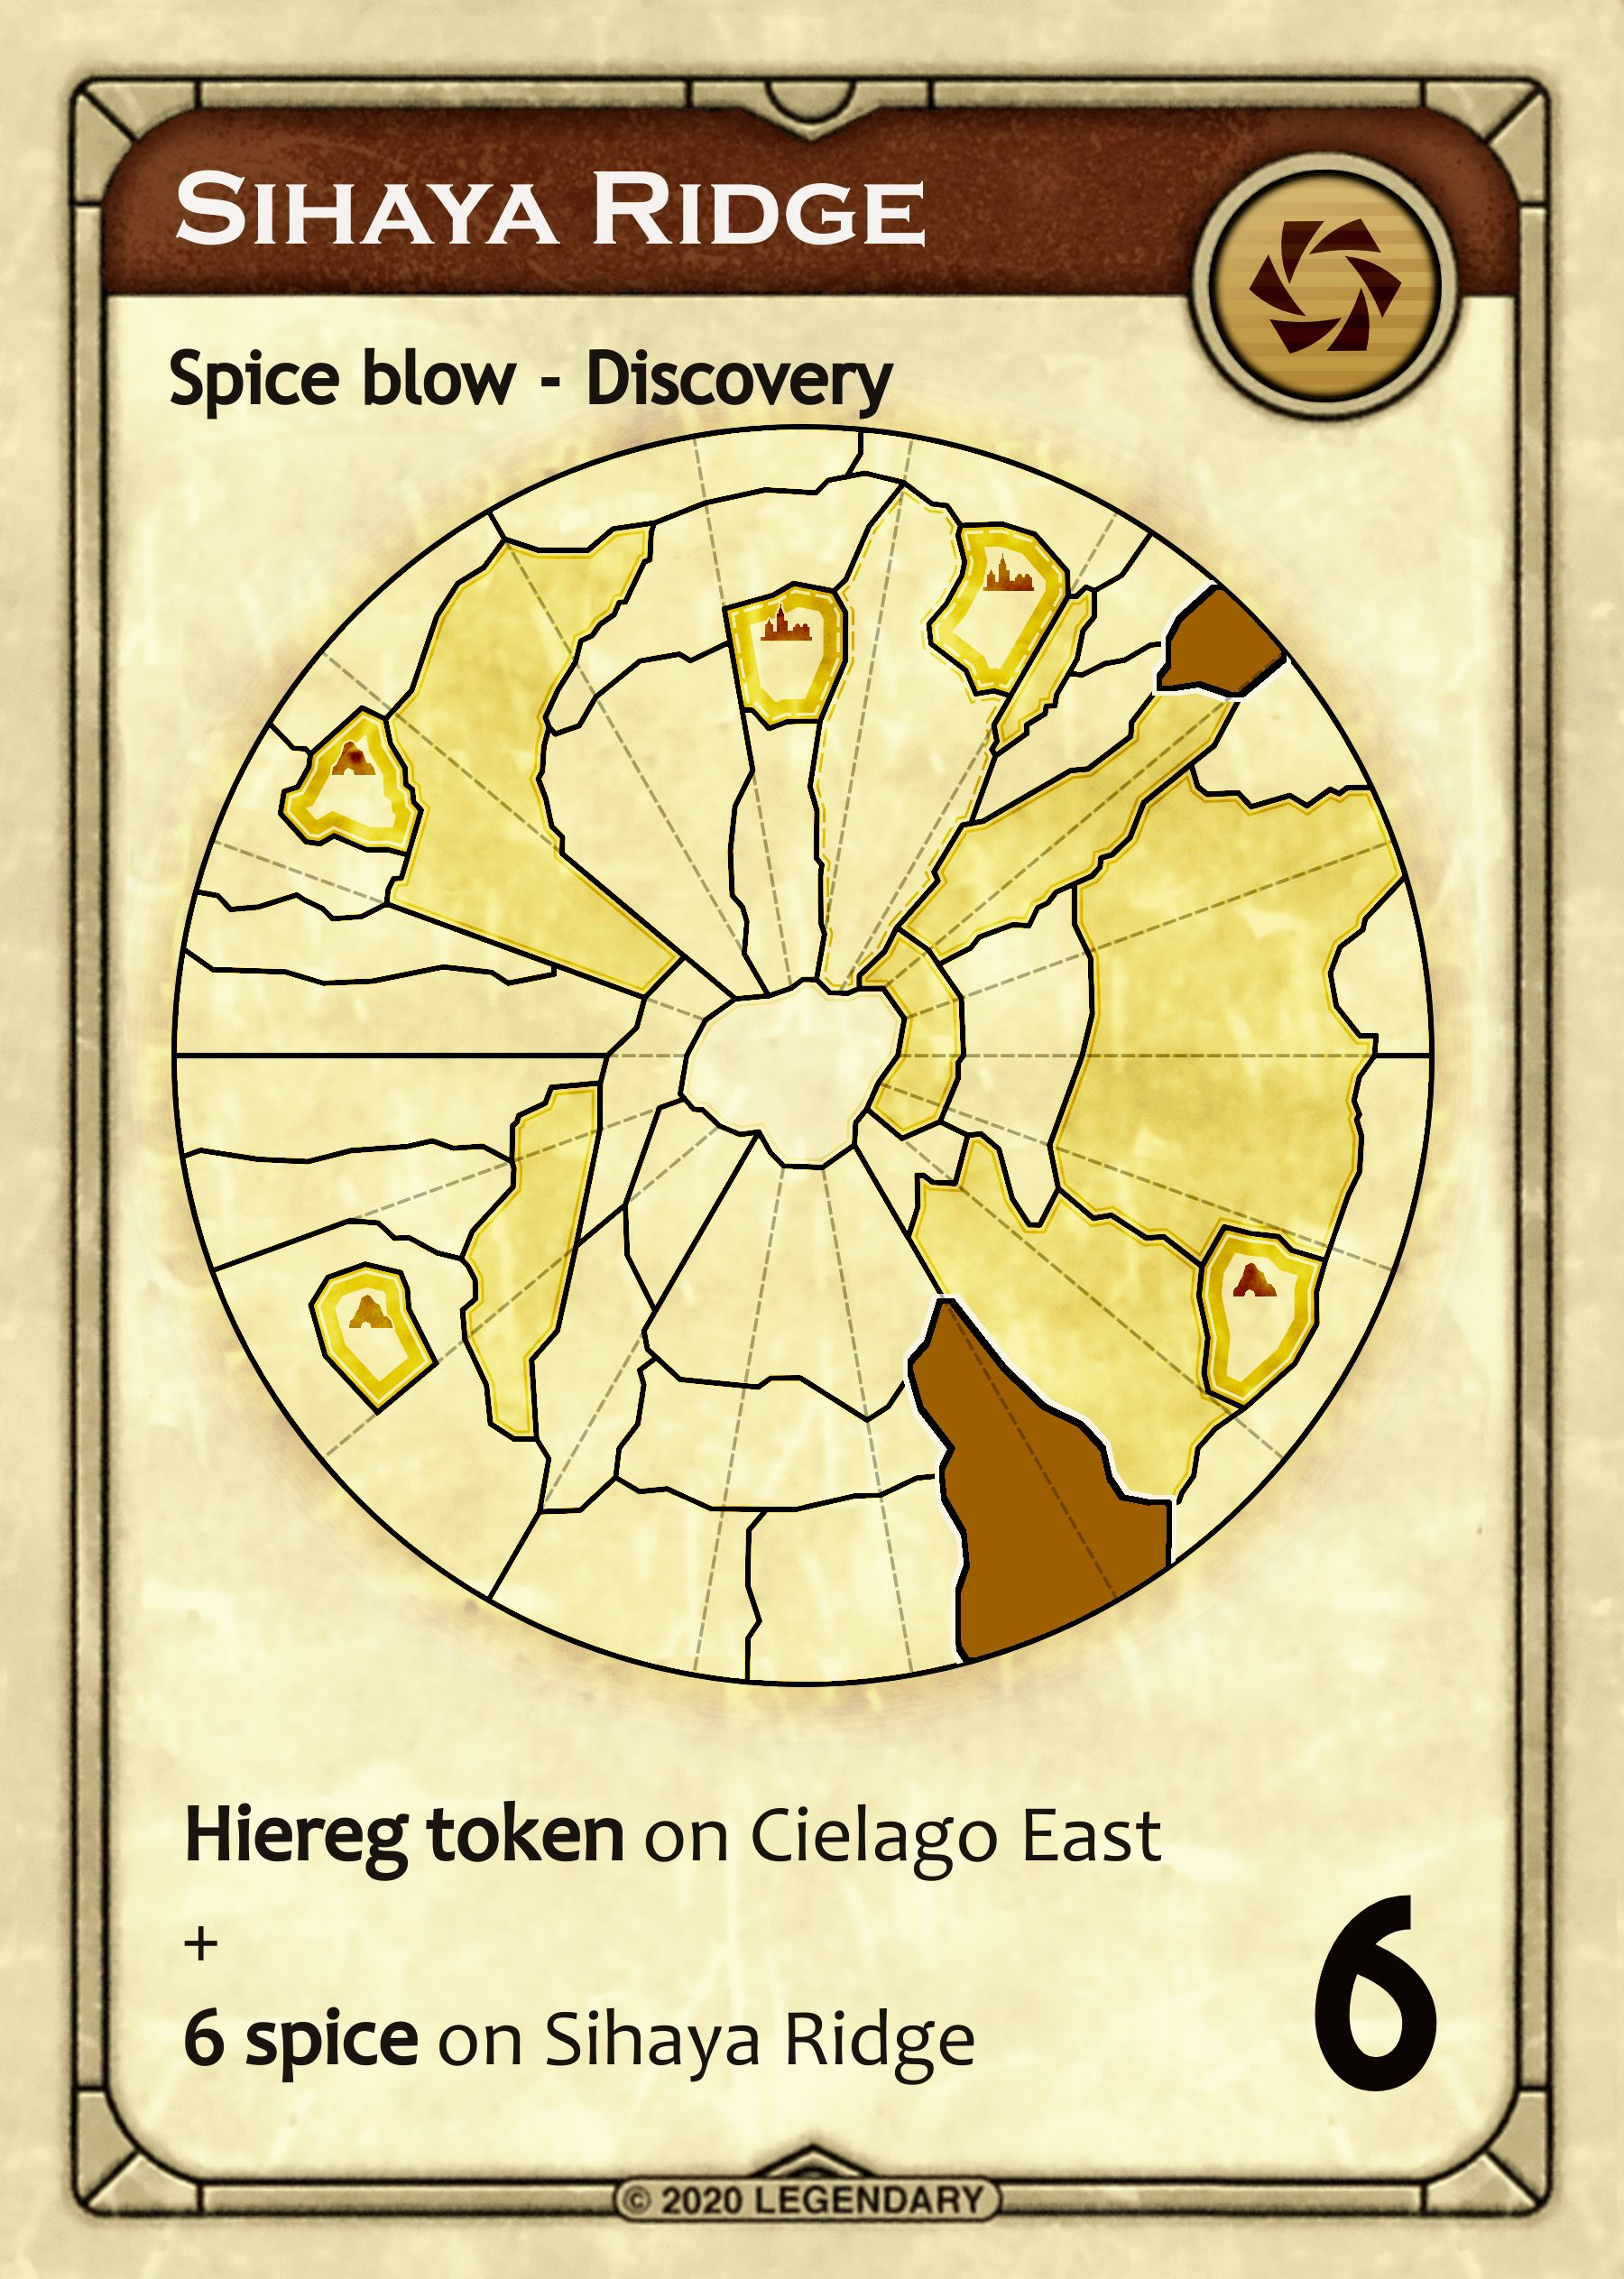 Sihaya Ridge
Spice blow - Discovery
Hiereg token on Cielago East
+
6 spice on Sihaya Ridge
6
© 2020 LEGENDARY